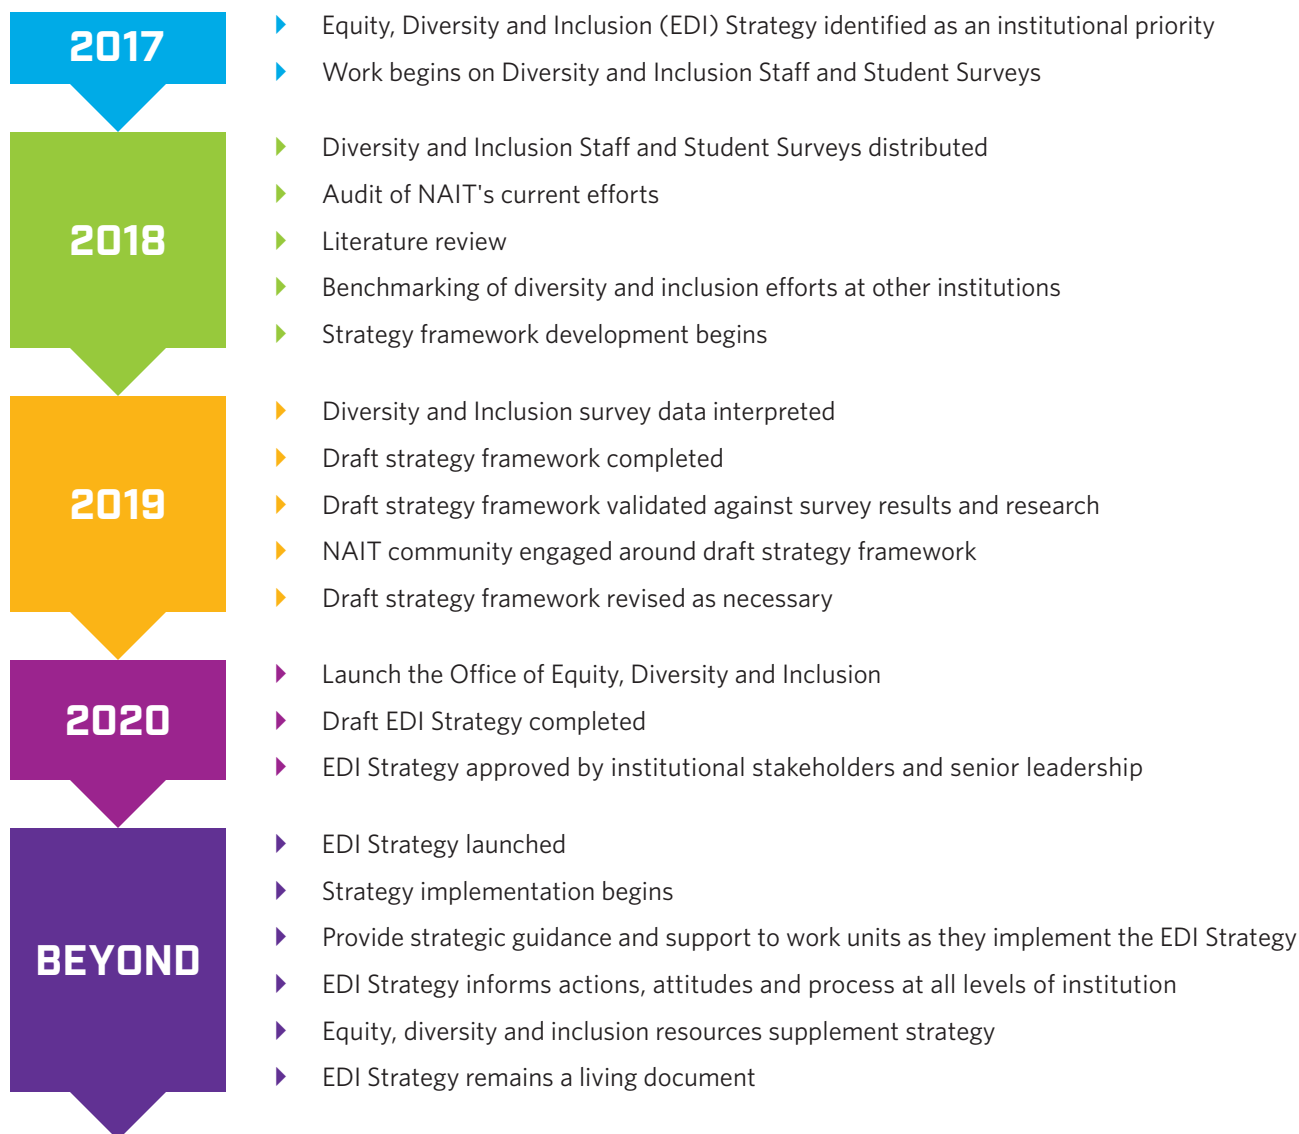 2017
Equity, Diversity and Inclusion (EDI) Strategy identified as an institutional priority
Work begins on Diversity and Inclusion Staff and Student Surveys
2018
Diversity and Inclusion Staff and Student Surveys distributed
Audit of NAIT's current efforts
Literature review
Benchmarking of diversity and inclusion efforts at other institutions
Strategy framework development begins
2019
Diversity and Inclusion survey data interpreted
Draft strategy framework completed
Draft strategy framework validated against survey results and research
NAIT community engaged around draft strategy framework
Draft strategy framework revised as necessary
2020
Launch the Office of Equity, Diversity and Inclusion
Draft EDI Strategy completed
EDI Strategy approved by institutional stakeholders and senior leadership
BEYOND
EDI Strategy launched
Strategy implementation begins
Provide strategic guidance and support to work units as they implement the EDI Strategy
EDI Strategy informs actions, attitudes and process at all levels of institution
Equity, diversity and inclusion resources supplement strategy
EDI Strategy remains a living document